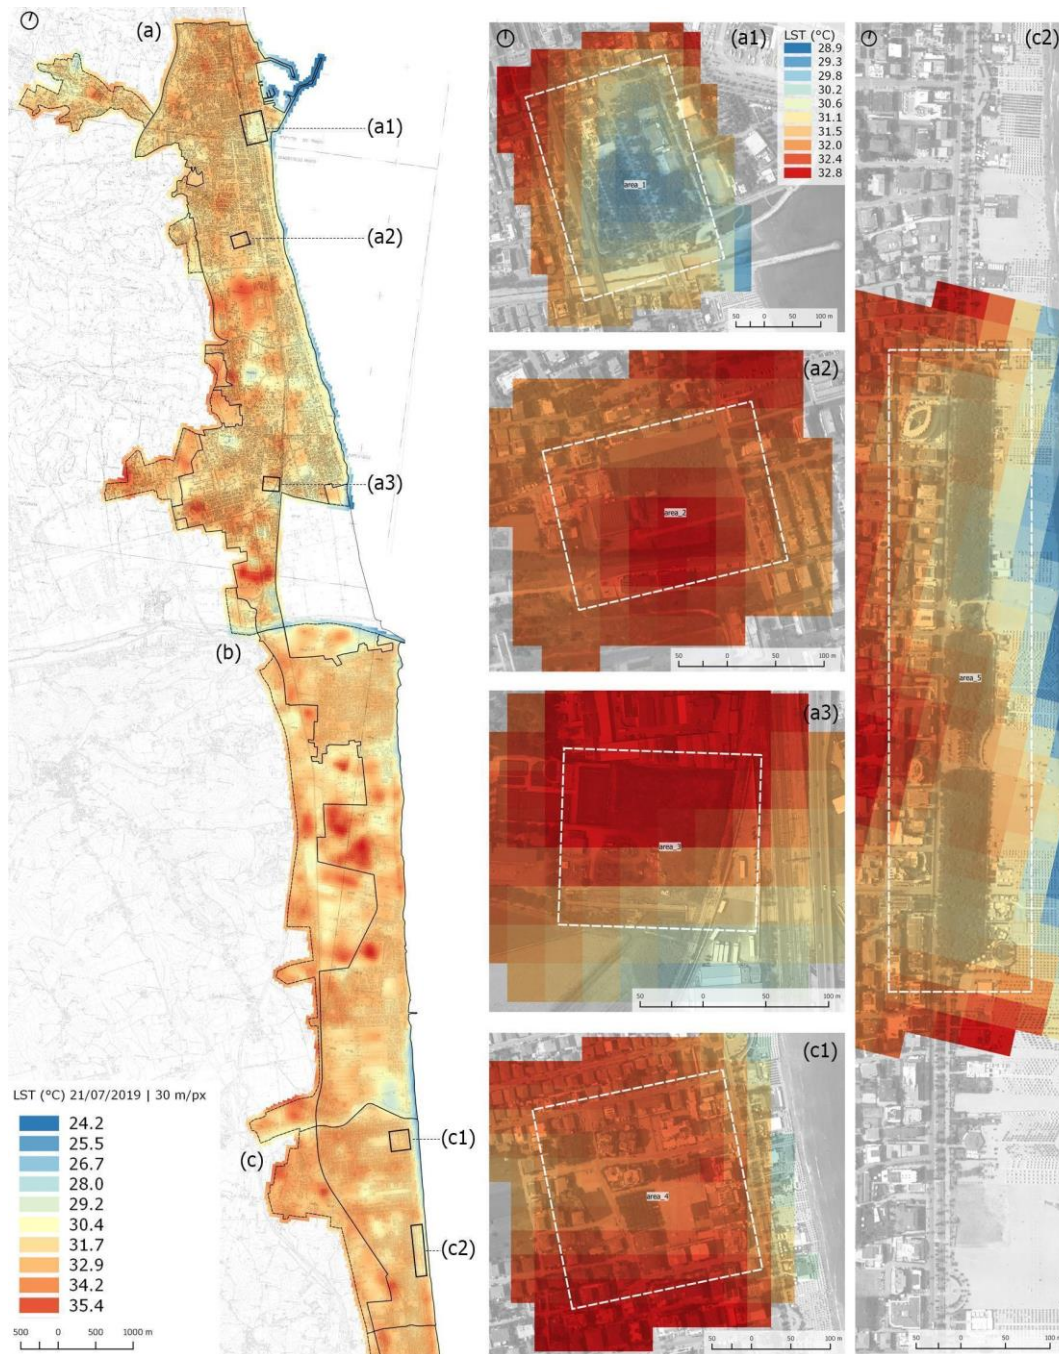 (a)
(a1)
(a2)
(a3)
(b)
(c)
(c1)
(c2)
LST (°C) 21/07/2019 | 30 m/px
24.2
25.5
26.7
28.0
29.2
30.4
31.7
32.9
34.2
35.4
500 0 500 1000 m
(a1)
LST (°C)
28.9
29.3
29.8
30.2
30.6
31.1
31.5
32.0
32.4
32.8
area_1
50 0 50 100 m
(a2)
area_2
50 0 50 100 m
(a3)
area_3
50 0 50 100 m
(c1)
area_4
50 0 50 100 m
(c2)
area_5
50 0 50 100 m